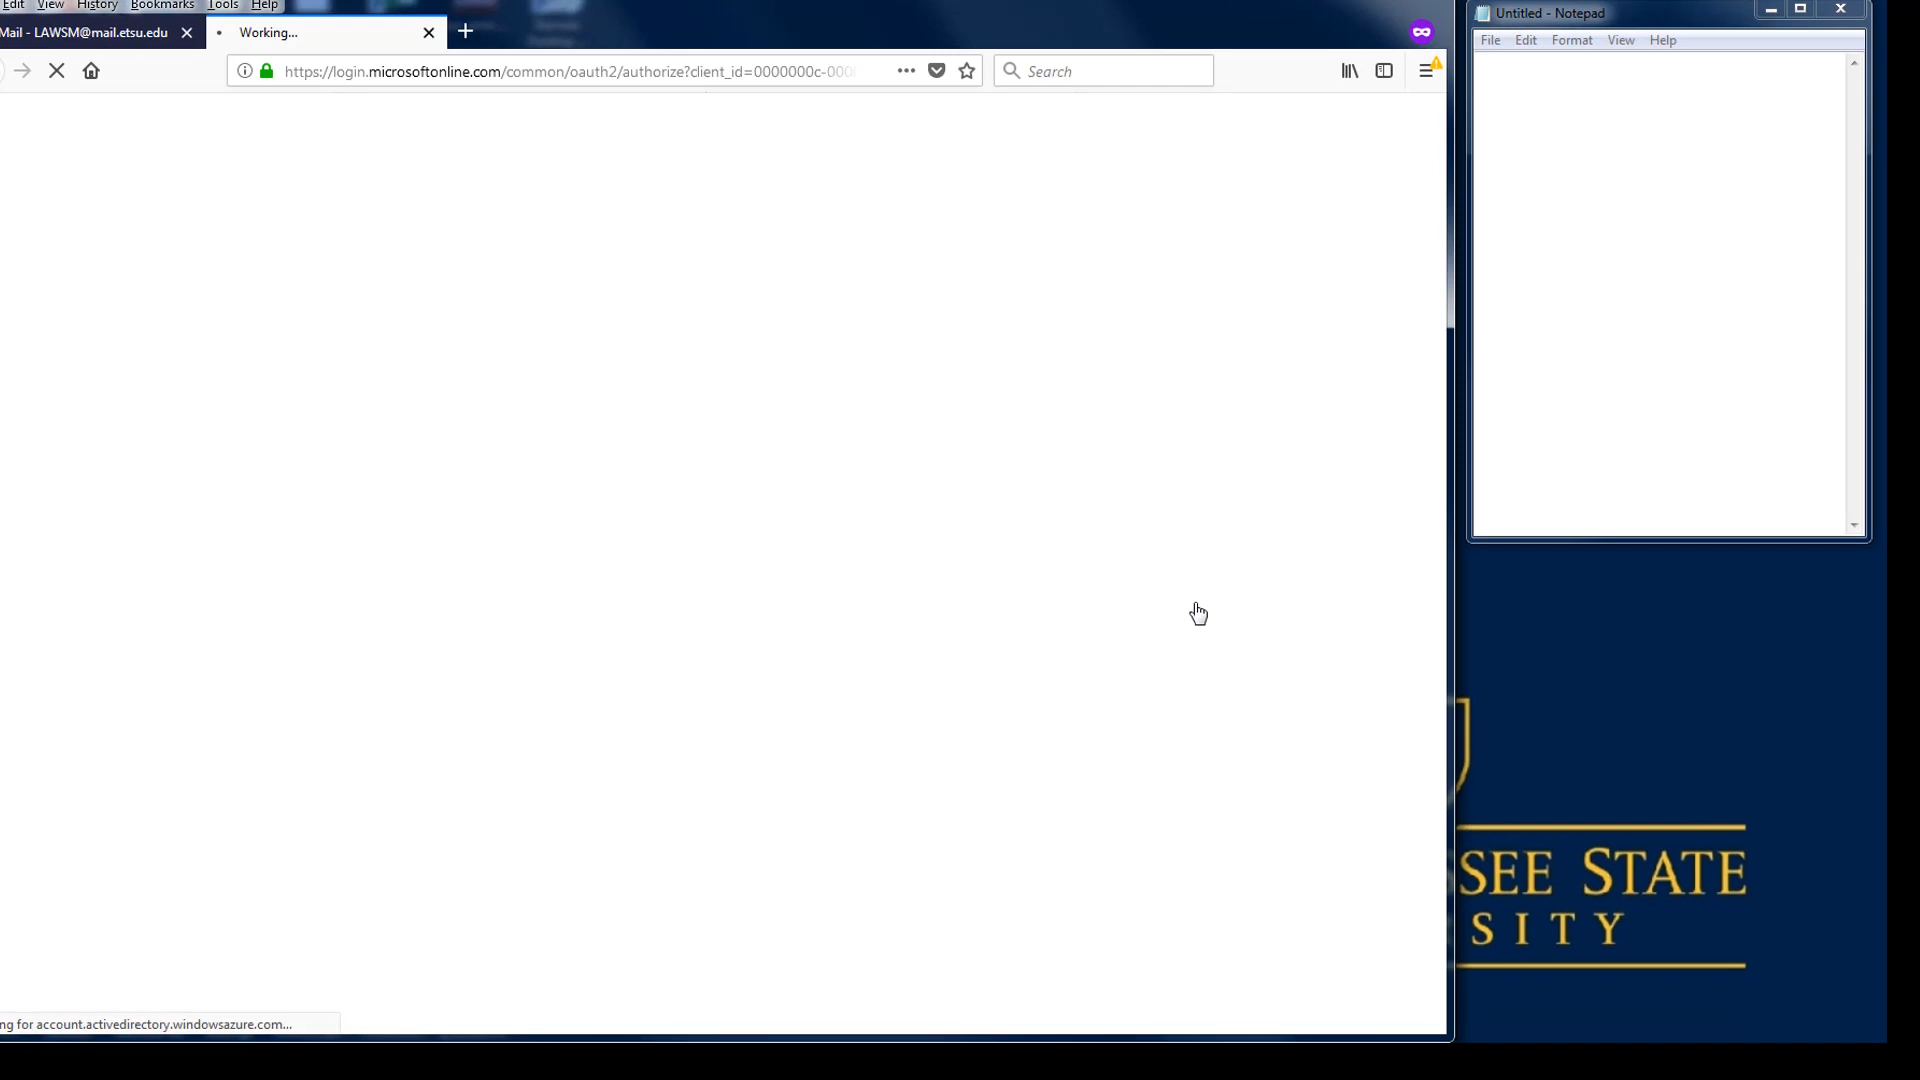 Edit View History Bookmarks Tools Help
Mail - LAWSM@mail.etsu.edu
Working...
https://login.microsoftonline.com/common/oauth2/authorize?client_id=0000000c-000
Search
ng for account.activedirectory.windowsazure.com...
Untitled - Notepad
File Edit Format View Help
SEE STATE
SITY